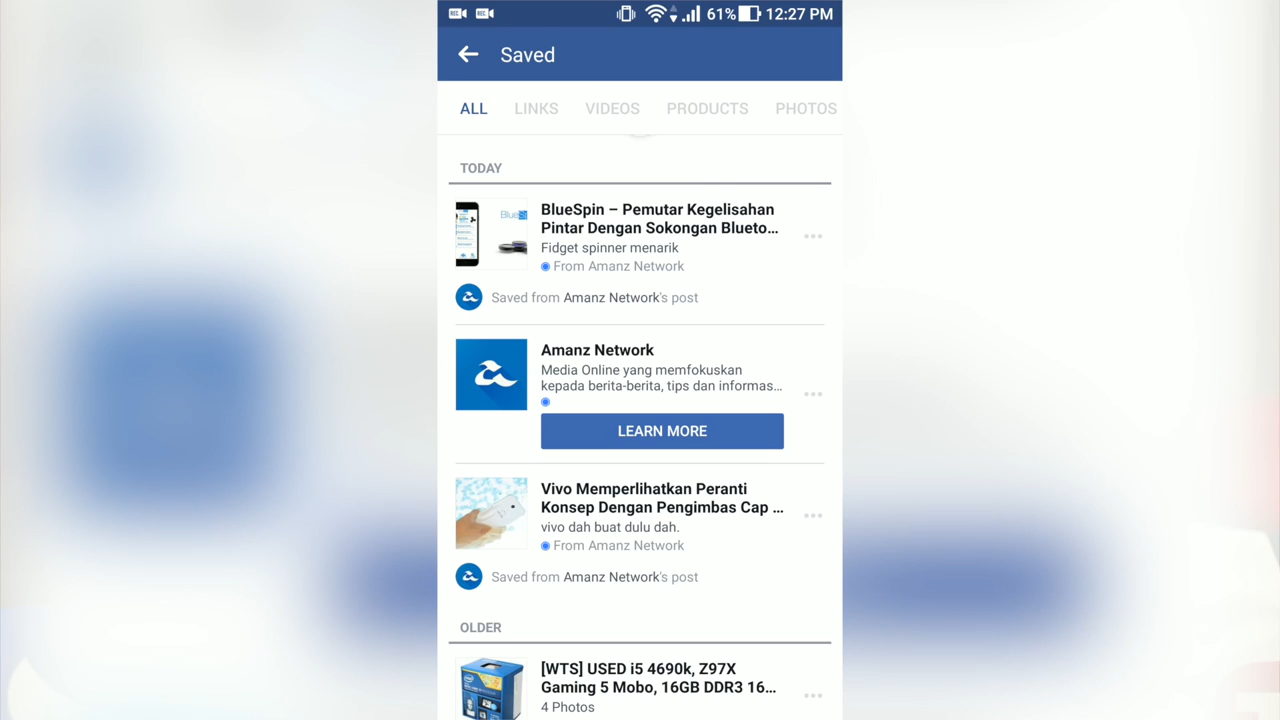 REC REC 61% 12:27 PM
Saved
ALL LINKS VIDEOS PRODUCTS PHOTOS
TODAY
BlueSpin – Pemutar Kegelisahan
Pintar Dengan Sokongan Blueto...
Fidget spinner menarik
From Amanz Network
Saved from Amanz Network's post
Amanz Network
Media Online yang memfokuskan
kepada berita-berita, tips dan informas...
LEARN MORE
Vivo Memperlihatkan Peranti
Konsep Dengan Pengimbas Cap ...
vivo dah buat dulu dah.
From Amanz Network
Saved from Amanz Network's post
OLDER
[WTS] USED i5 4690k, Z97X
Gaming 5 Mobo, 16GB DDR3 16...
4 Photos